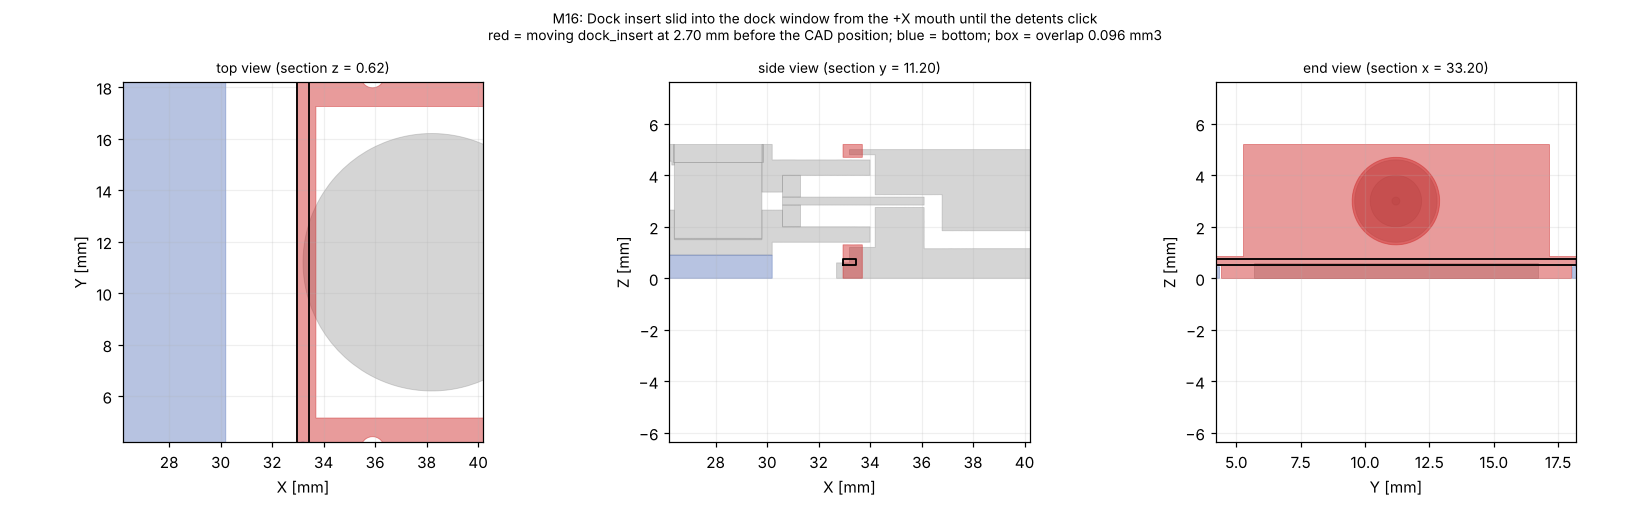 M16: Dock insert slid into the dock window from the +X mouth until the detents click
red = moving dock_insert at 2.70 mm before the CAD position; blue = bottom; box = overlap 0.096 mm3
top view (section z = 0.62)
18
16
14
12
10
8
6
Y [mm]
28 30 32 34 36 38 40
X [mm]
side view (section y = 11.20)
6
4
2
0
−2
−4
−6
Z [mm]
28 30 32 34 36 38 40
X [mm]
end view (section x = 33.20)
6
4
2
0
−2
−4
−6
Z [mm]
5.0 7.5 10.0 12.5 15.0 17.5
Y [mm]